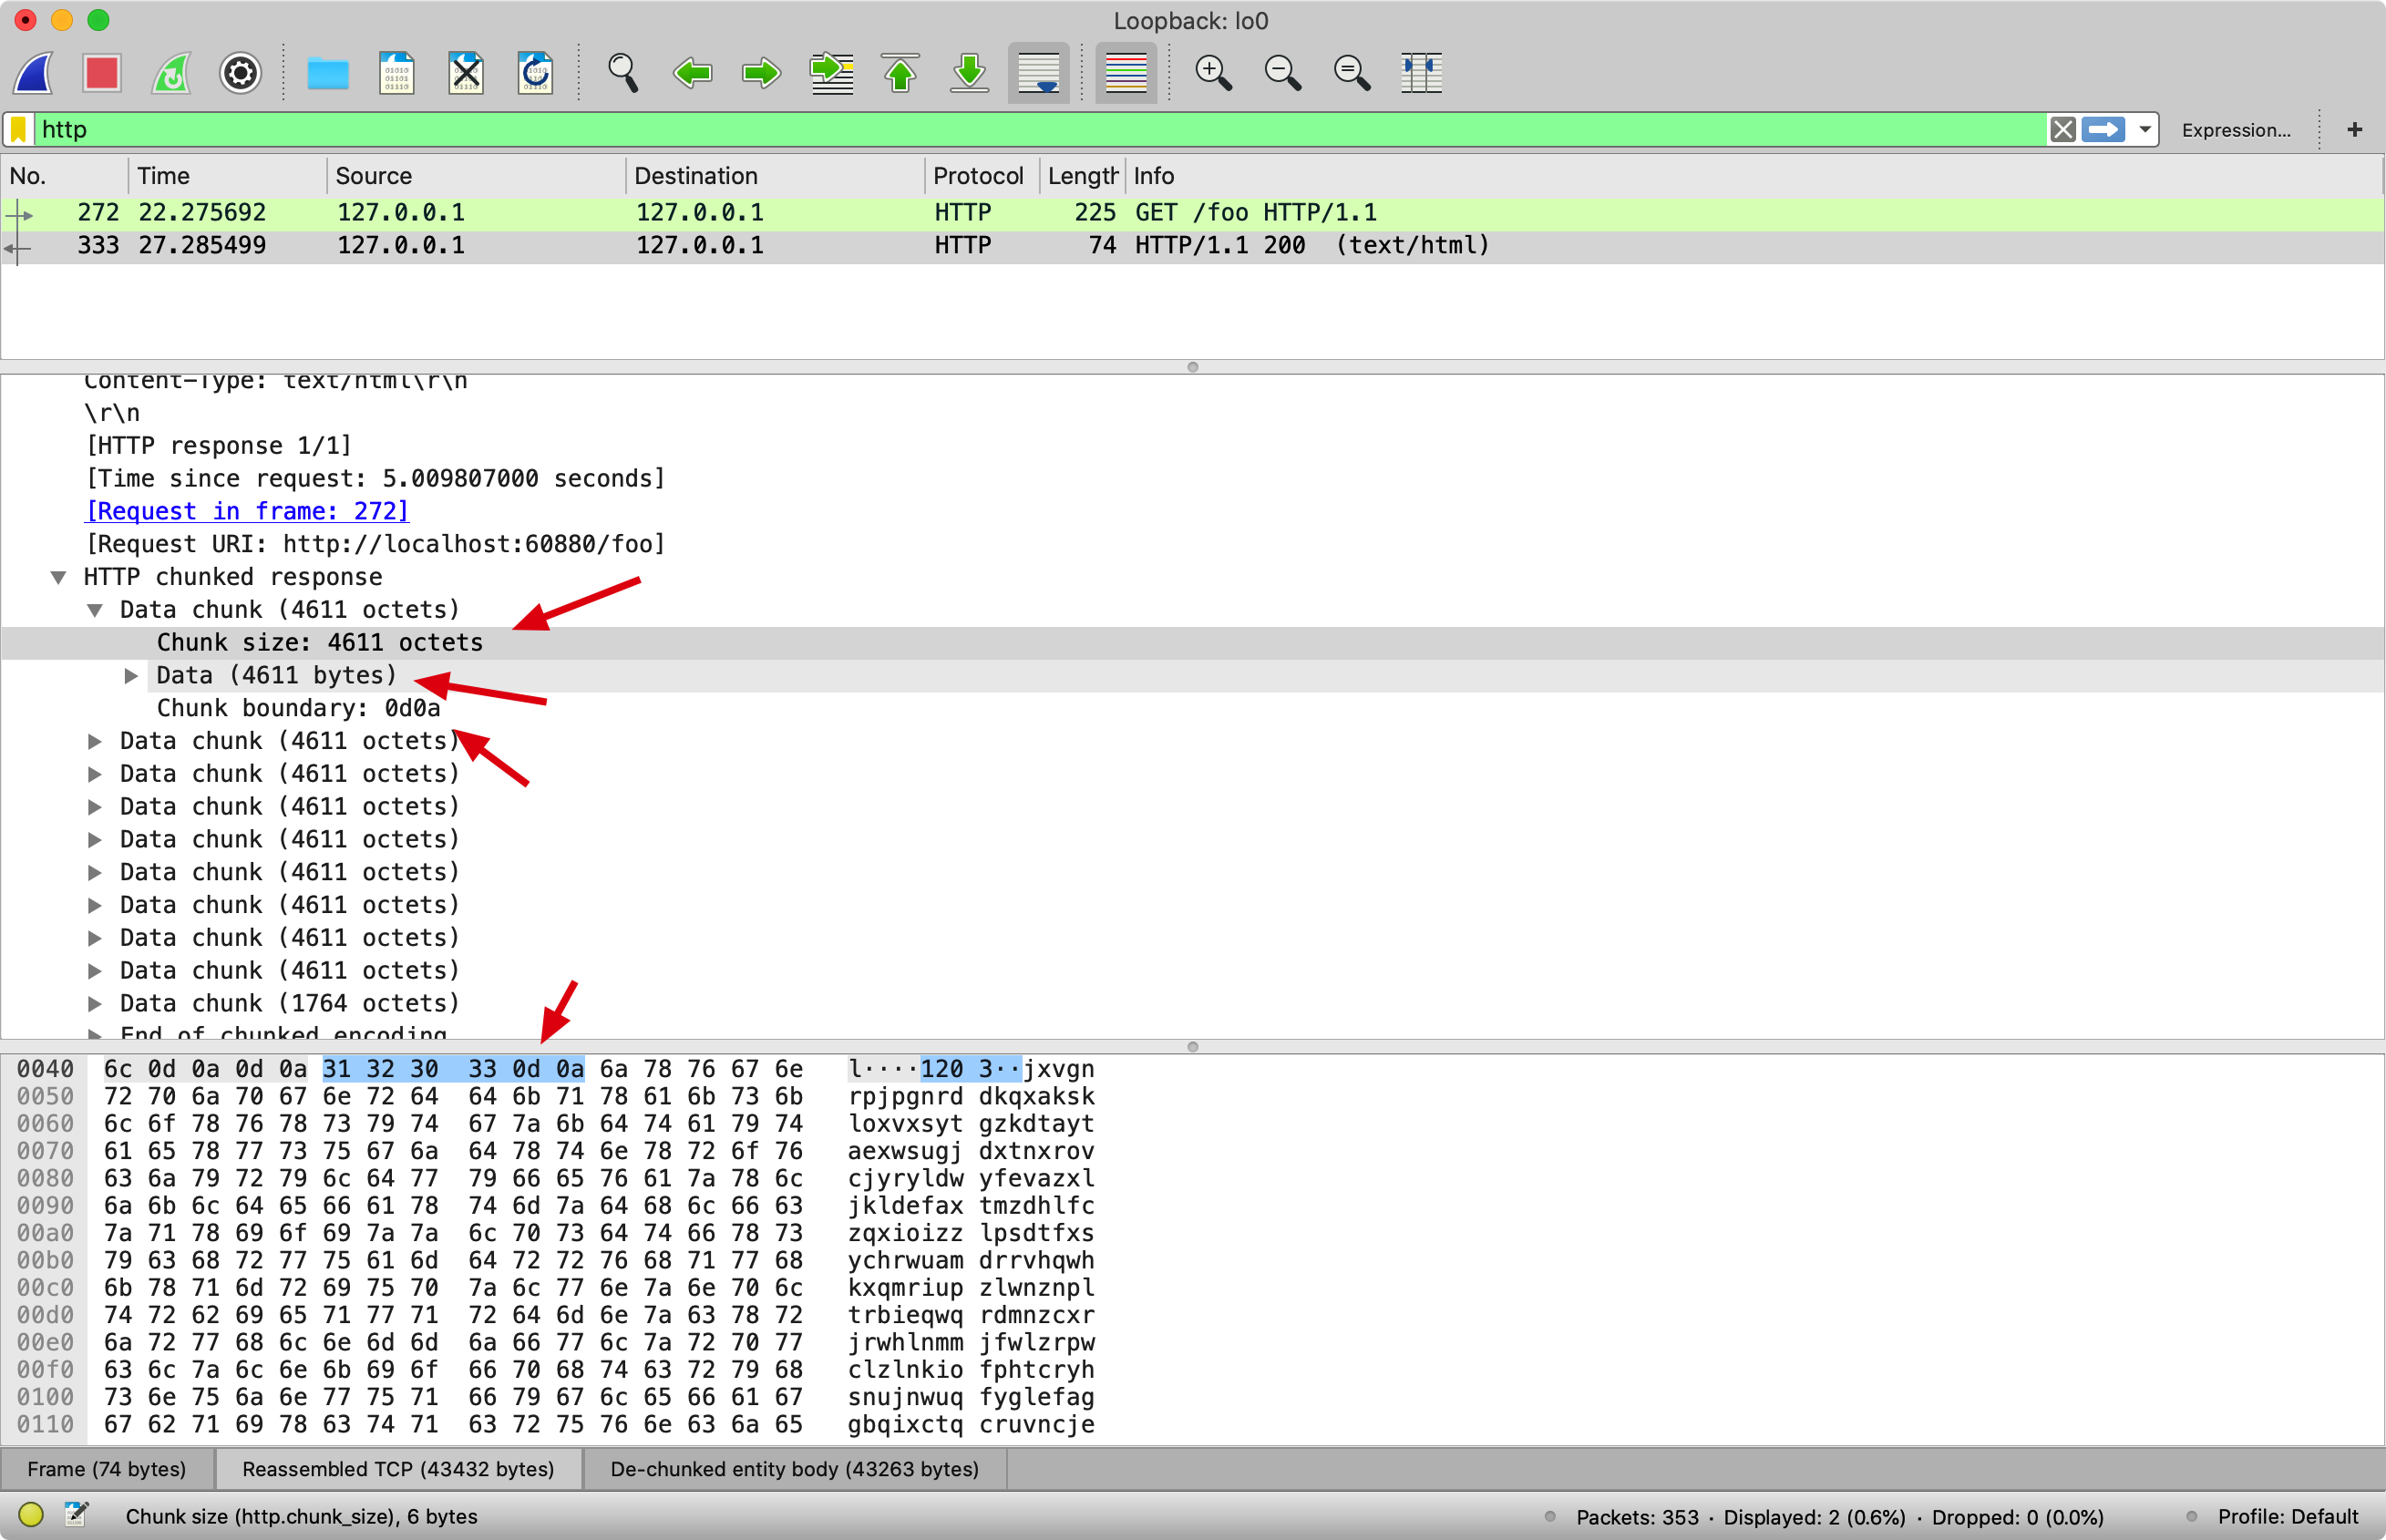 Loopback: lo0
http
Expression...
+
No. Time Source Destination Protocol Length Info
272 22.275692 127.0.0.1 127.0.0.1 HTTP 225 GET /foo HTTP/1.1
333 27.285499 127.0.0.1 127.0.0.1 HTTP 74 HTTP/1.1 200 (text/html)
Content-Type: text/html\r\n
\r\n
[HTTP response 1/1]
[Time since request: 5.009807000 seconds]
[Request in frame: 272]
[Request URI: http://localhost:60880/foo]
HTTP chunked response
Data chunk (4611 octets)
Chunk size: 4611 octets
Data (4611 bytes)
Chunk boundary: 0d0a
Data chunk (4611 octets)
Data chunk (4611 octets)
Data chunk (4611 octets)
Data chunk (4611 octets)
Data chunk (4611 octets)
Data chunk (4611 octets)
Data chunk (4611 octets)
Data chunk (4611 octets)
Data chunk (1764 octets)
End of chunked encoding
0040 6c 0d 0a 0d 0a 31 32 30 33 0d 0a 6a 78 76 67 6e l····120 3··jxvgn
0050 72 70 6a 70 67 6e 72 64 64 6b 71 78 61 6b 73 6b rpjpgnrd dkqxaksk
0060 6c 6f 78 76 78 73 79 74 67 7a 6b 64 74 61 79 74 loxvxsyt gzkdtayt
0070 61 65 78 77 73 75 67 6a 64 78 74 6e 78 72 6f 76 aexwsugj dxtnxrov
0080 63 6a 79 72 79 6c 64 77 79 66 65 76 61 7a 78 6c cjyryldw yfevazxl
0090 6a 6b 6c 64 65 66 61 78 74 6d 7a 64 68 6c 66 63 jkldefax tmzdhlfc
00a0 7a 71 78 69 6f 69 7a 7a 6c 70 73 64 74 66 78 73 zqxioizz lpsdtfxs
00b0 79 63 68 72 77 75 61 6d 64 72 72 76 68 71 77 68 ychrwuam drrvhqwh
00c0 6b 78 71 6d 72 69 75 70 7a 6c 77 6e 7a 6e 70 6c kxqmriup zlwnznpl
00d0 74 72 62 69 65 71 77 71 72 64 6d 6e 7a 63 78 72 trbieqwq rdmnzcxr
00e0 6a 72 77 68 6c 6e 6d 6d 6a 66 77 6c 7a 72 70 77 jrwhlnmm jfwlzrpw
00f0 63 6c 7a 6c 6e 6b 69 6f 66 70 68 74 63 72 79 68 clzlnkio fphtcryh
0100 73 6e 75 6a 6e 77 75 71 66 79 67 6c 65 66 61 67 snujnwuq fyglefag
0110 67 62 71 69 78 63 74 71 63 72 75 76 6e 63 6a 65 gbqixctq cruvncje
Frame (74 bytes) Reassembled TCP (43432 bytes) De-chunked entity body (43263 bytes)
Chunk size (http.chunk_size), 6 bytes Packets: 353 · Displayed: 2 (0.6%) · Dropped: 0 (0.0%) Profile: Default